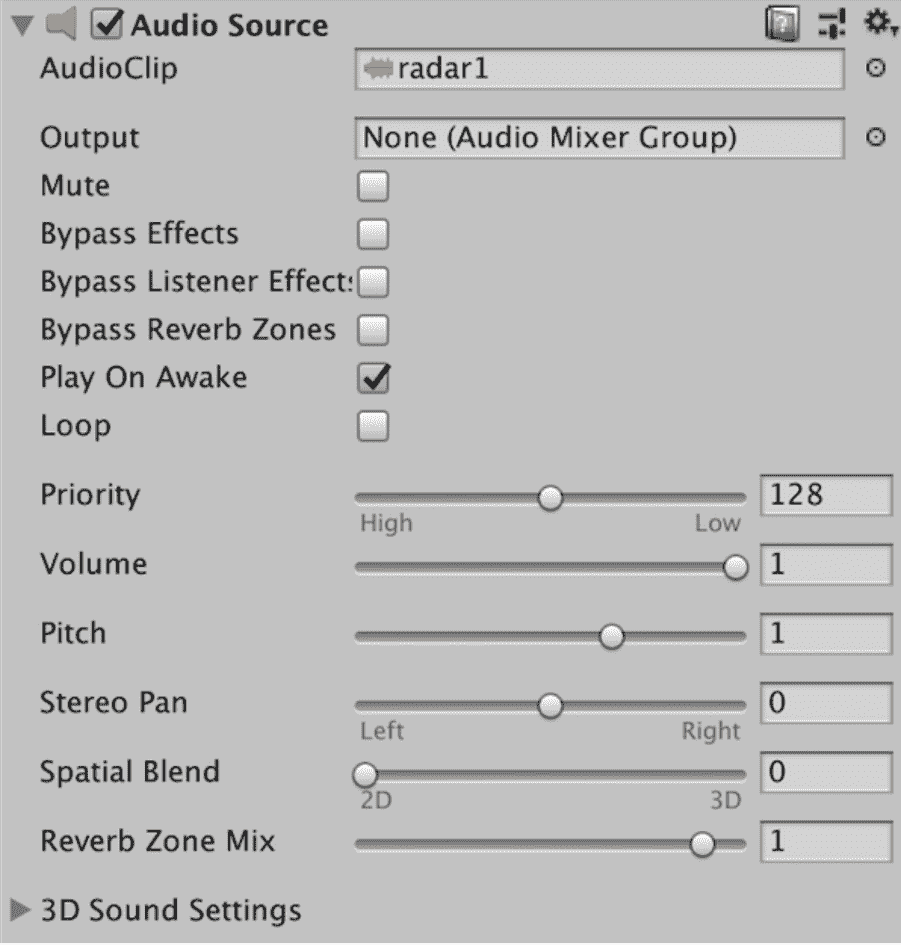 Audio Source
AudioClip radar1
Output None (Audio Mixer Group)
Mute
Bypass Effects
Bypass Listener Effects
Bypass Reverb Zones
Play On Awake
Loop
Priority 128
High Low
Volume 1
Pitch 1
Stereo Pan 0
Left Right
Spatial Blend 0
2D 3D
Reverb Zone Mix 1
3D Sound Settings